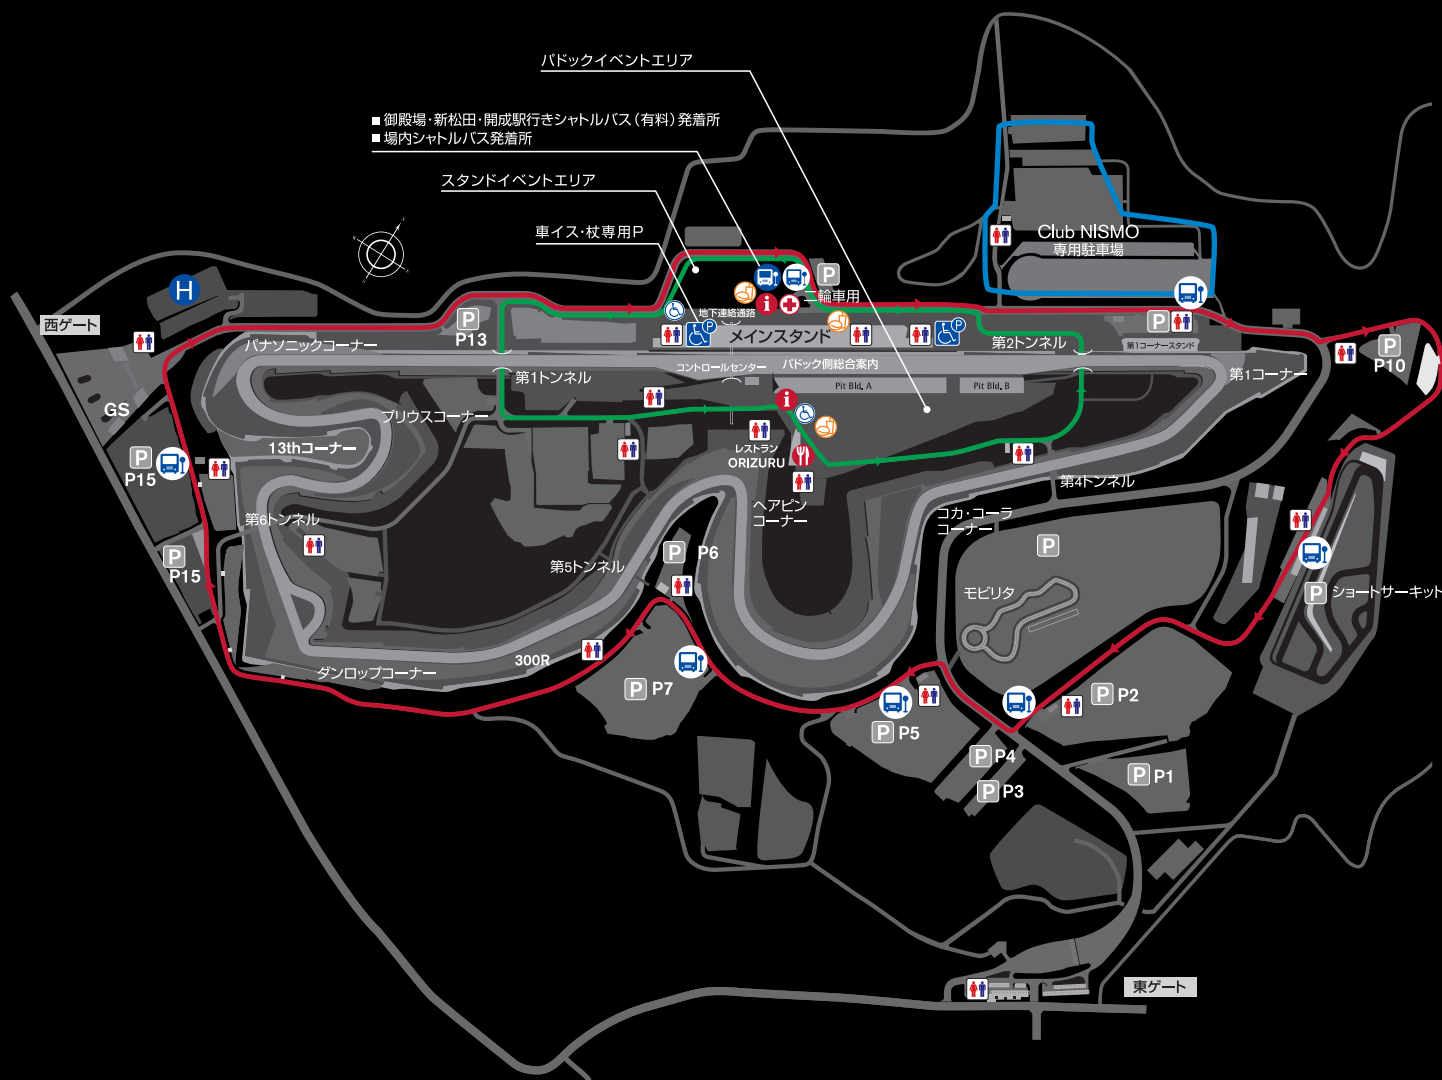 パドックイベントエリア
■ 御殿場・新松田・開成駅行きシャトルバス（有料）発着所
■ 場内シャトルバス発着所
スタンドイベントエリア
車イス・杖専用P
Club NISMO
専用駐車場
H
西ゲート
P
P13
P
二輪車用
地下連絡通路
メインスタンド
P
P
P
第1コーナースタンド
P
P10
パナソニックコーナー
第1トンネル
コントロールセンター
パドック側総合案内
第2トンネル
第1コーナー
Pit Bld. A
Pit Bld. B
GS
プリウスコーナー
13thコーナー
レストラン
ORIZURU
P
P15
第4トンネル
ヘアピン
コーナー
コカ・コーラ
コーナー
第6トンネル
P
P15
第5トンネル
P P6
P
モビリタ
P ショートサーキット
ダンロップコーナー
300R
P P7
P P5
P P2
P P4
P P3
P P1
東ゲート